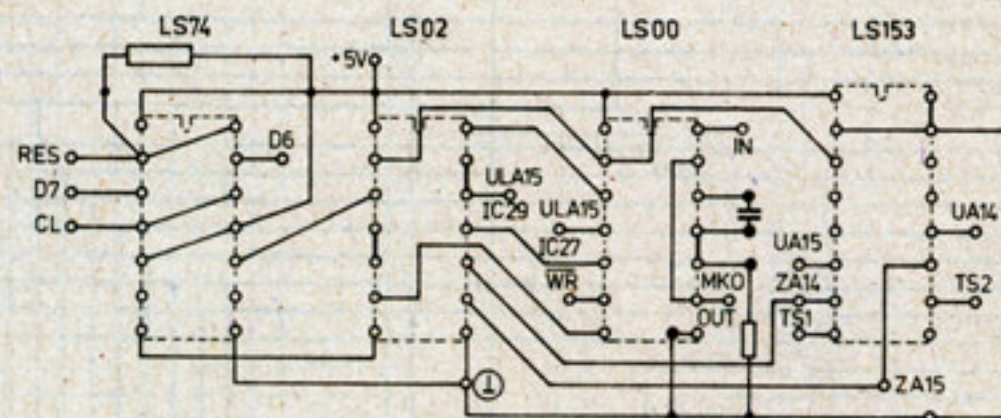 LS74 LS02 LS00 LS153
+5V
RES D6 IN
D7 ULA15
IC29 ULA15 UA14
CL IC27 UA15
W̅R̅ MKO ZA14 TS2
OUT TS1
ZA15